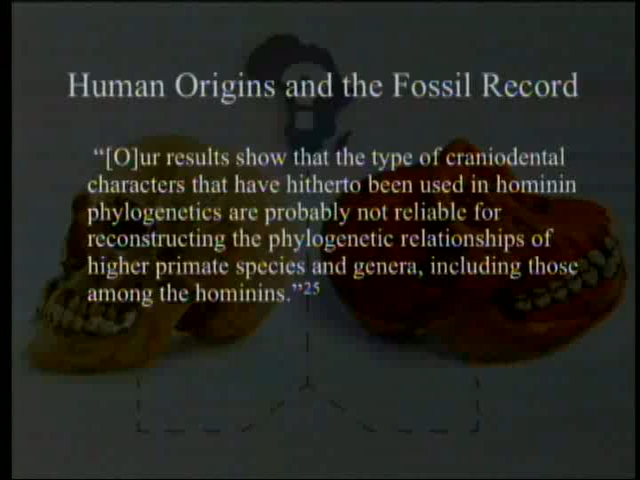 Human Origins and the Fossil Record
“[O]ur results show that the type of craniodental
characters that have hitherto been used in hominin
phylogenetics are probably not reliable for
reconstructing the phylogenetic relationships of
higher primate species and genera, including those
among the hominins.”25